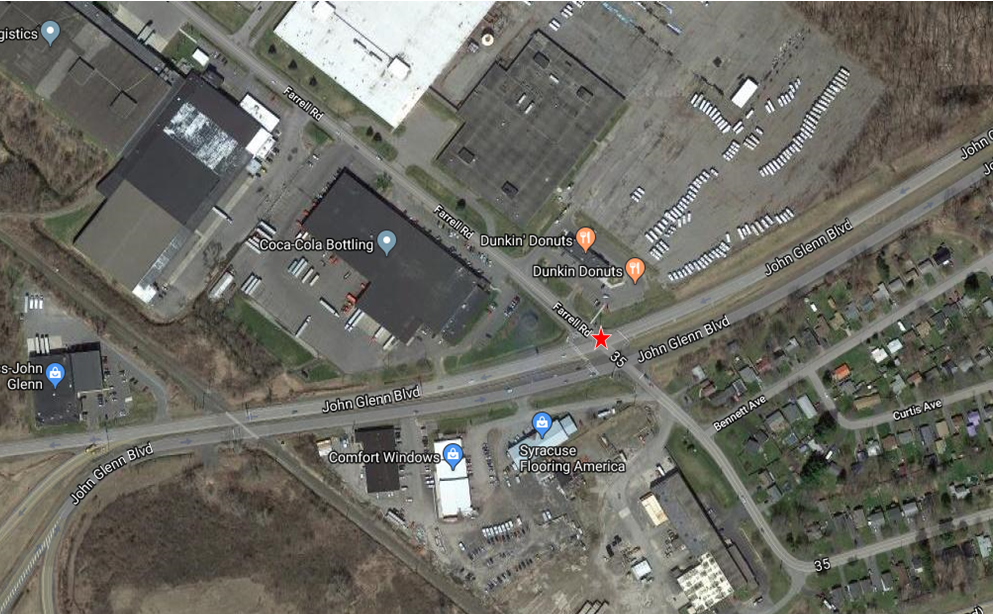 gistics
Farrell Rd
John G
Jo
Farrell Rd
Coca-Cola Bottling
Dunkin' Donuts
Dunkin Donuts
John Glenn Blvd
Farrell Rd
35
John Glenn Blvd
s-John
Glenn
John Glenn Blvd
Bennett Ave
Curtis Ave
Comfort Windows
Syracuse
Flooring America
John Glenn Blvd
35